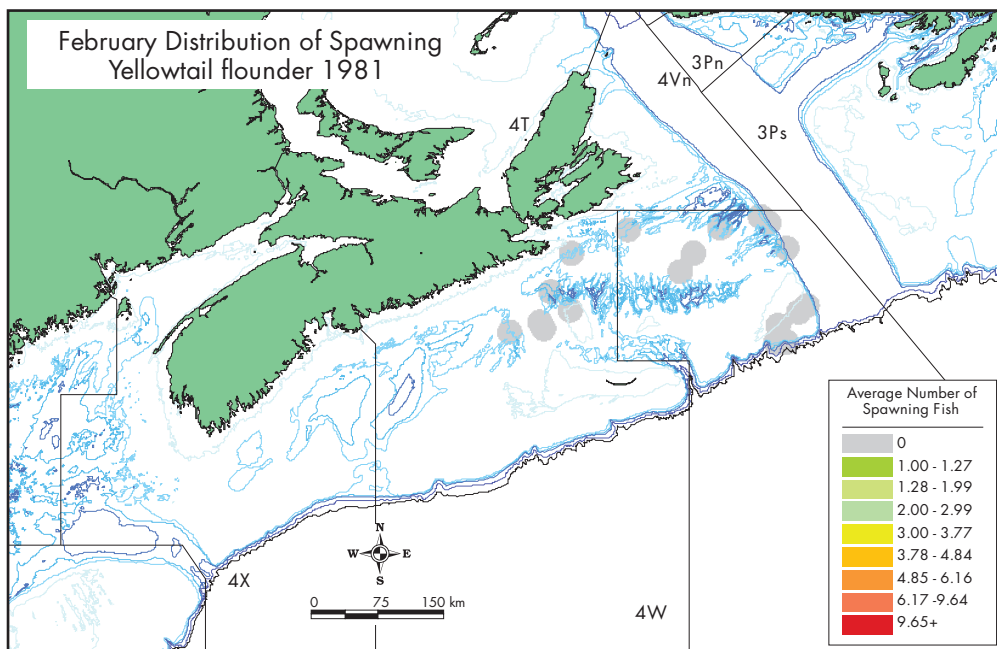 February Distribution of Spawning
Yellowtail flounder 1981
3Pn
4Vn
4T
3Ps
Average Number of
Spawning Fish
0
1.00 - 1.27
1.28 - 1.99
2.00 - 2.99
3.00 - 3.77
3.78 - 4.84
4.85 - 6.16
6.17 -9.64
9.65+
N
W E
S
4X
0 75 150 km
4W